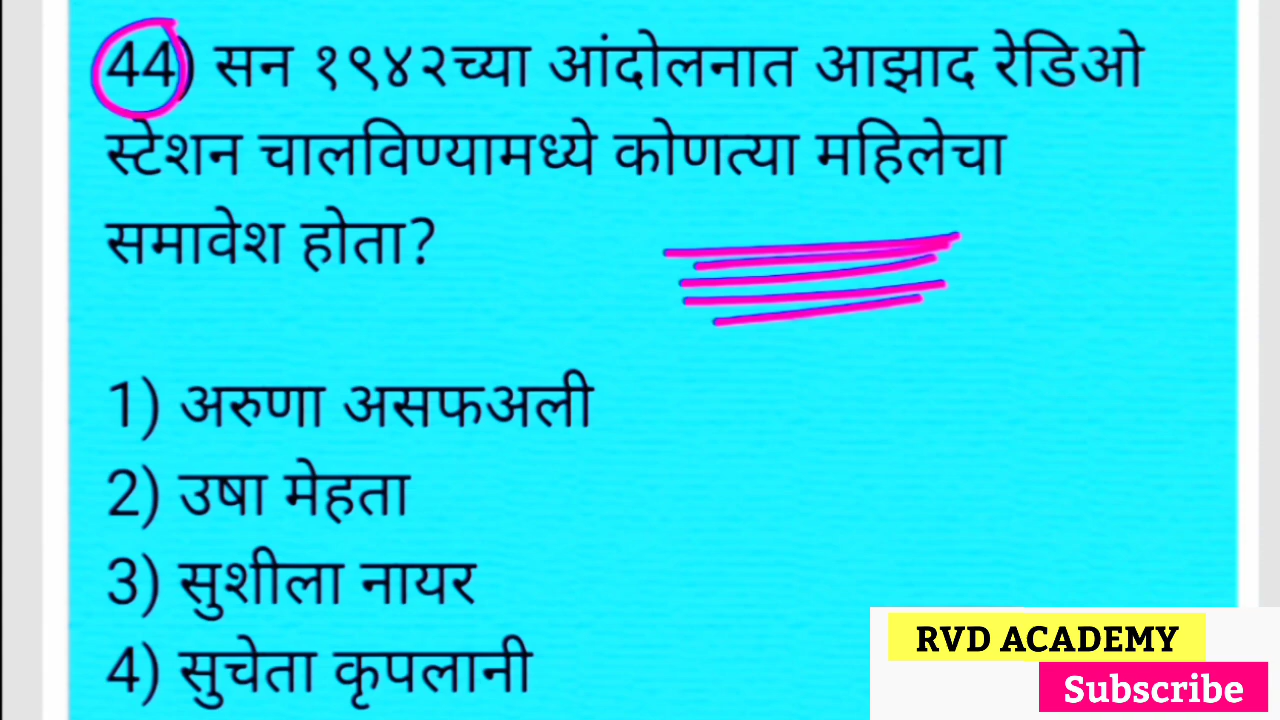 44) सन १९४२च्या आंदोलनात आझाद रेडिओ
स्टेशन चालविण्यामध्ये कोणत्या महिलेचा
समावेश होता?
1) अरुणा असफअली
2) उषा मेहता
3) सुशीला नायर
4) सुचेता कृपलानी
RVD ACADEMY
Subscribe